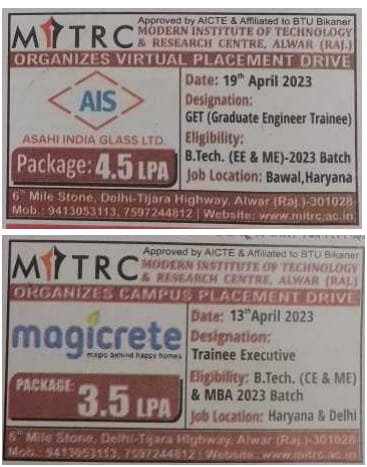 Approved by AICTE & Affiliated to BTU Bikaner
MITRC MODERN INSTITUTE OF TECHNOLOGY
& RESEARCH CENTRE, ALWAR (RAJ.)
ORGANIZES VIRTUAL PLACEMENT DRIVE
AIS
ASAHI INDIA GLASS LTD.
Package: 4.5 LPA
Date: 19th April 2023
Designation:
GET (Graduate Engineer Trainee)
Eligibility:
B.Tech. (EE & ME)-2023 Batch
Job Location: Bawal,Haryana
6th Mile Stone, Delhi-Tijara Highway, Alwar (Raj.)-301028
Mob.: 9413053113, 7597244812 | Website: www.mitrc.ac.in
Approved by AICTE & Affiliated to BTU Bikaner
MITRC MODERN INSTITUTE OF TECHNOLOGY
& RESEARCH CENTRE, ALWAR (RAJ.)
ORGANIZES CAMPUS PLACEMENT DRIVE
magicrete
magic behind happy homes
PACKAGE:
3.5 LPA
Date: 13th April 2023
Designation:
Trainee Executive
Eligibility: B.Tech. (CE & ME)
& MBA 2023 Batch
Job Location: Haryana & Delhi
6th Mile Stone, Delhi-Tijara Highway, Alwar (Raj.)-301028
Mob.: 9413053113, 7597244812 | Website: www.mitrc.ac.in